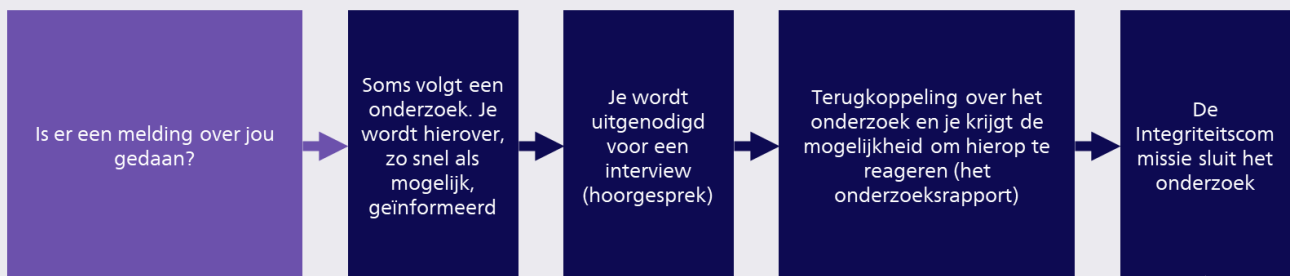 Is er een melding over jou
gedaan?
Soms volgt een
onderzoek. Je
wordt hierover,
zo snel als
mogelijk,
geïnformeerd
Je wordt
uitgenodigd
voor een
interview
(hoorgesprek)
Terugkoppeling over het
onderzoek en je krijgt de
mogelijkheid om hierop te
reageren (het
onderzoeksrapport)
De
Integriteitscom
missie sluit het
onderzoek